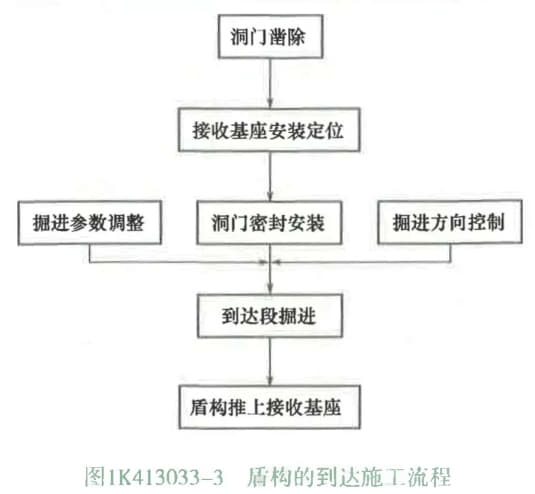 洞门凿除
接收基座安装定位
掘进参数调整
洞门密封安装
掘进方向控制
到达段掘进
盾构推上接收基座
图1K413033-3 盾构的到达施工流程